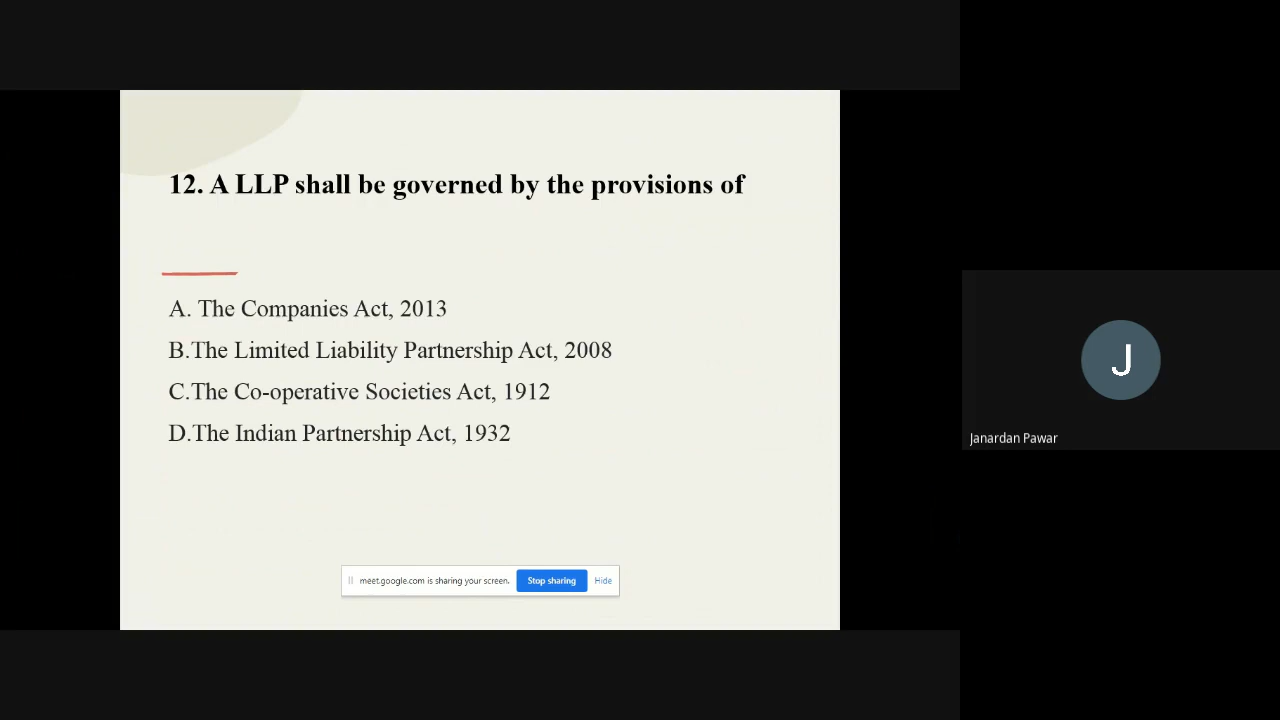 12. A LLP shall be governed by the provisions of
A. The Companies Act, 2013
B.The Limited Liability Partnership Act, 2008
C.The Co-operative Societies Act, 1912
D.The Indian Partnership Act, 1932
meet.google.com is sharing your screen. Stop sharing Hide
J
Janardan Pawar